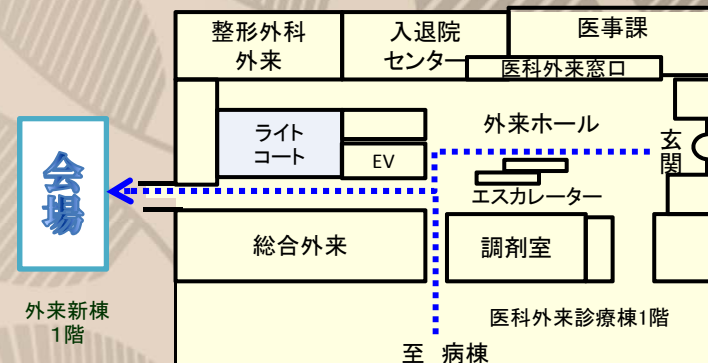 整形外科
外来
入退院
センター
医事課
医科外来窓口
ライト
コート
EV
外来ホール
玄
関
エスカレーター
会
場
総合外来
調剤室
外来新棟
1階
医科外来診療棟1階
至 病棟